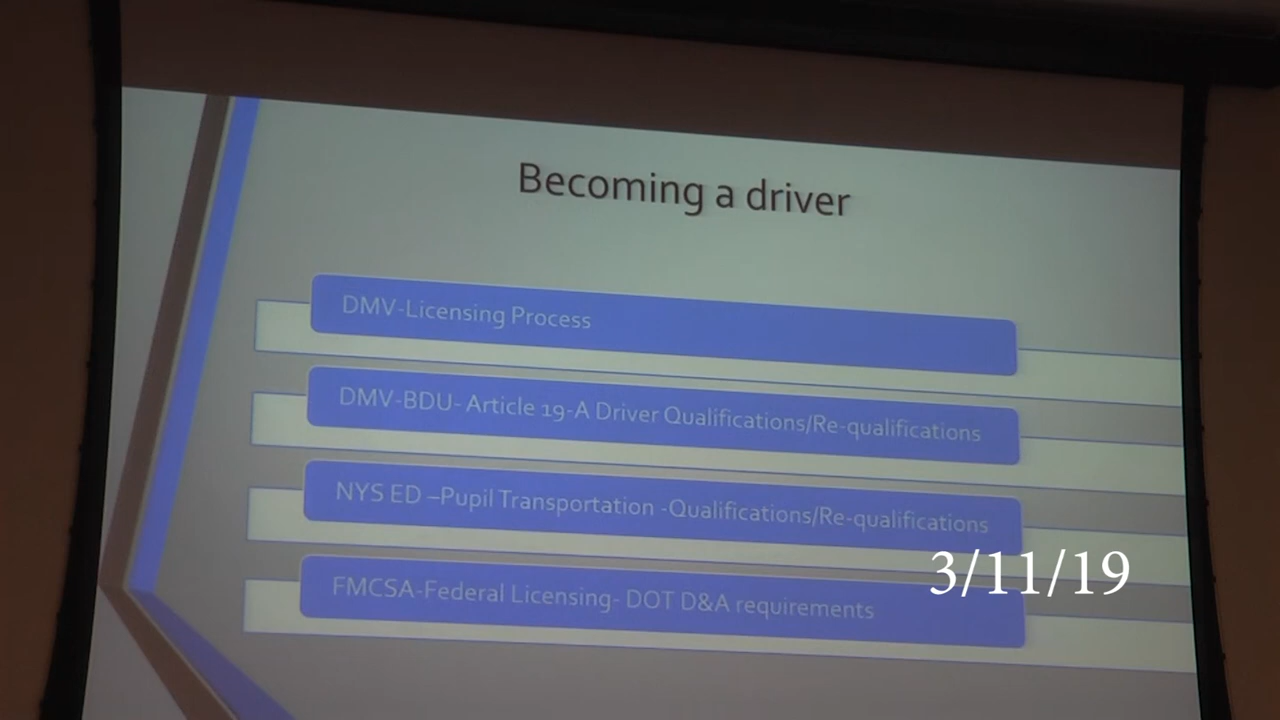 Becoming a driver
DMV-Licensing Process
DMV-BDU- Article 19-A Driver Qualifications/Re-qualifications
NYS ED –Pupil Transportation -Qualifications/Re-qualifications
3/11/19
FMCSA-Federal Licensing- DOT D&A requirements